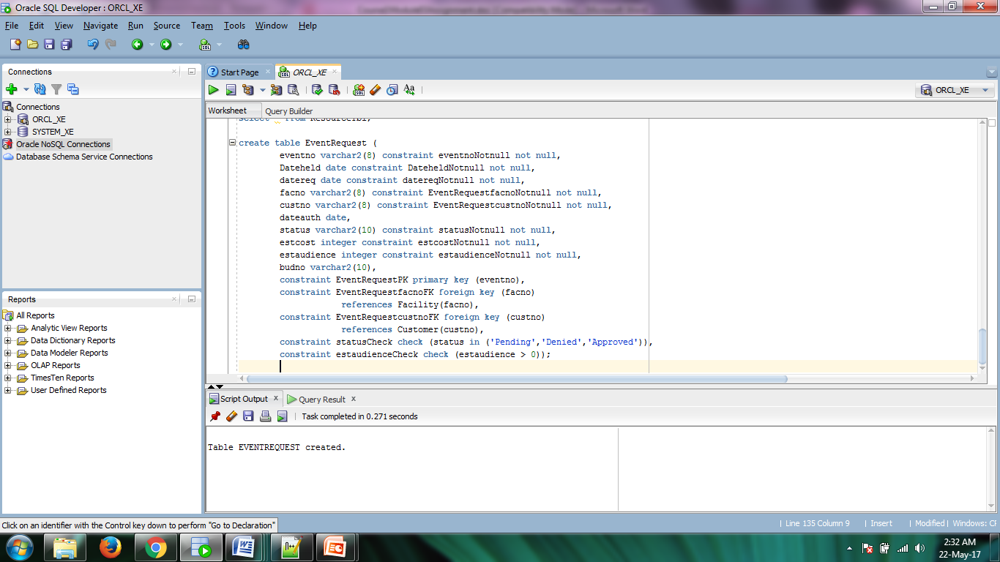 Oracle SQL Developer : ORCL_XE
File Edit View Navigate Run Source Team Tools Window Help
Connections
Connections
ORCL_XE
SYSTEM_XE
Oracle NoSQL Connections
Database Schema Service Connections
Reports
All Reports
Analytic View Reports
Data Dictionary Reports
Data Modeler Reports
OLAP Reports
TimesTen Reports
User Defined Reports
Start Page
ORCL_XE
ORCL_XE
Worksheet
Query Builder
create table EventRequest (
eventno varchar2(8) constraint eventnoNotnull not null,
Dateheld date constraint DateheldNotnull not null,
datereq date constraint datereqNotnull not null,
facno varchar2(8) constraint EventRequestfacnoNotnull not null,
custno varchar2(8) constraint EventRequestcustnoNotnull not null,
dateauth date,
status varchar2(10) constraint statusNotnull not null,
estcost integer constraint estcostNotnull not null,
estaudience integer constraint estaudienceNotnull not null,
budno varchar2(10),
constraint EventRequestPK primary key (eventno),
constraint EventRequestfacnoFK foreign key (facno)
references Facility(facno),
constraint EventRequestcustnoFK foreign key (custno)
references Customer(custno),
constraint statusCheck check (status in ('Pending','Denied','Approved')),
constraint estaudienceCheck check (estaudience > 0));
Script Output
Query Result
Task completed in 0.271 seconds
Table EVENTREQUEST created.
Click on an identifier with the Control key down to perform "Go to Declaration"
Line 135 Column 9
Insert
Modified
Windows: CF
2:32 AM
22-May-17